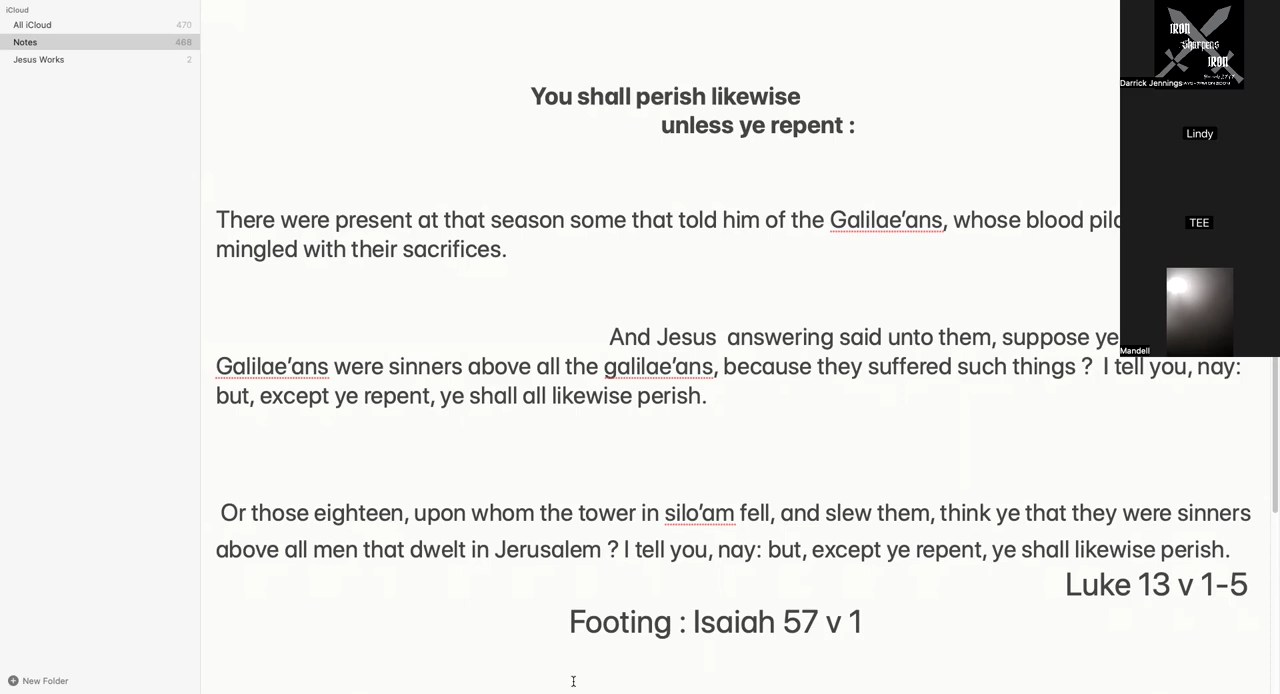 iCloud
All iCloud 470
Notes 468
Jesus Works 2
New Folder
You shall perish likewise
unless ye repent :
There were present at that season some that told him of the Galilae’ans, whose blood pila
mingled with their sacrifices.
And Jesus answering said unto them, suppose ye
Galilae’ans were sinners above all the galilae’ans, because they suffered such things ? I tell you, nay:
but, except ye repent, ye shall all likewise perish.
Or those eighteen, upon whom the tower in silo’am fell, and slew them, think ye that they were sinners
above all men that dwelt in Jerusalem ? I tell you, nay: but, except ye repent, ye shall likewise perish.
Luke 13 v 1-5
Footing : Isaiah 57 v 1
IRON
sharpens
IRON
Darrick Jennings
Lindy
TEE
Mandell